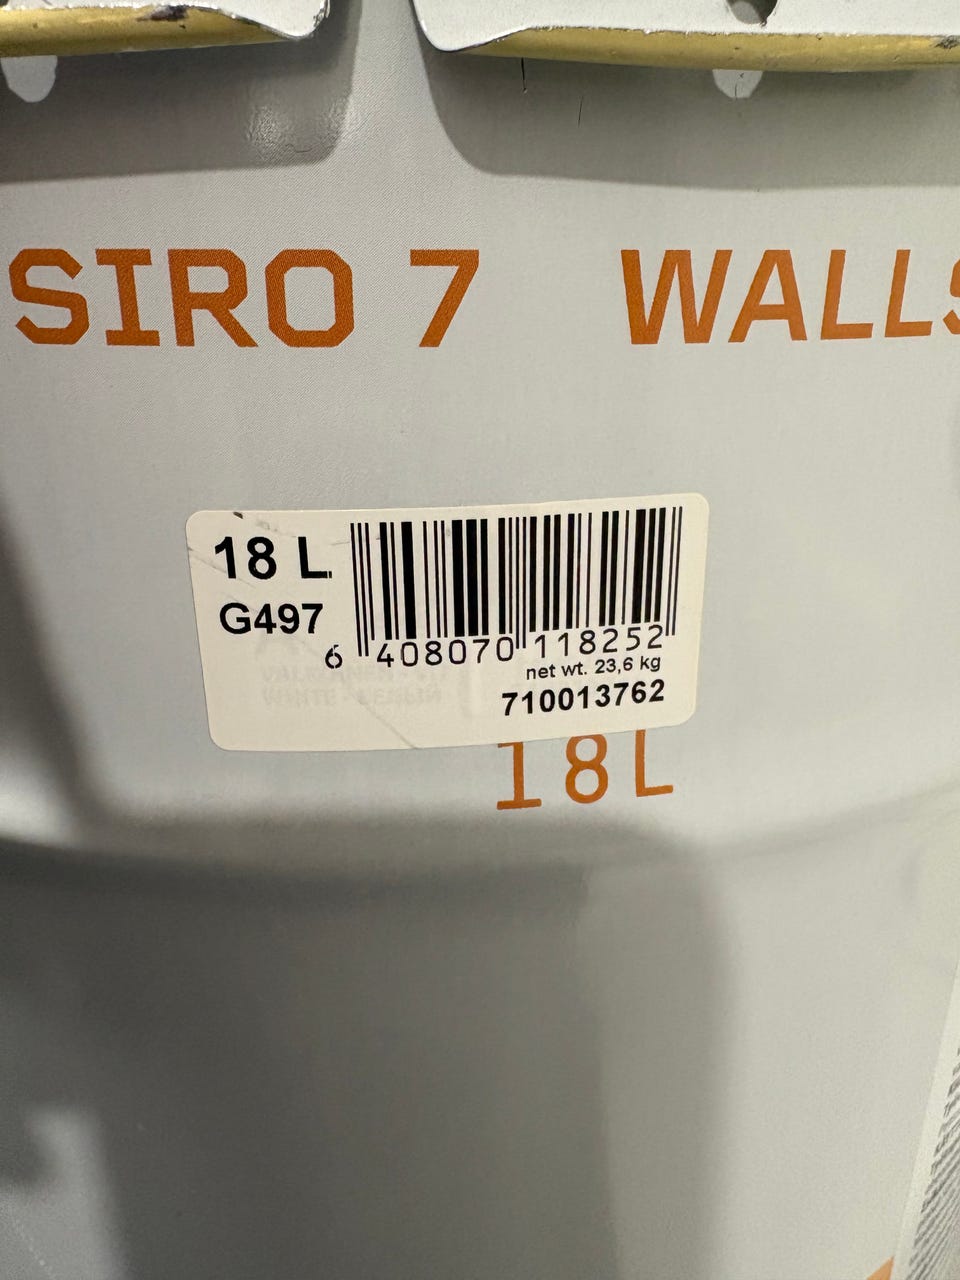 SIRO 7 WALLS
18 L
G497
6 408070 118252
net wt. 23,6 kg
710013762
18L